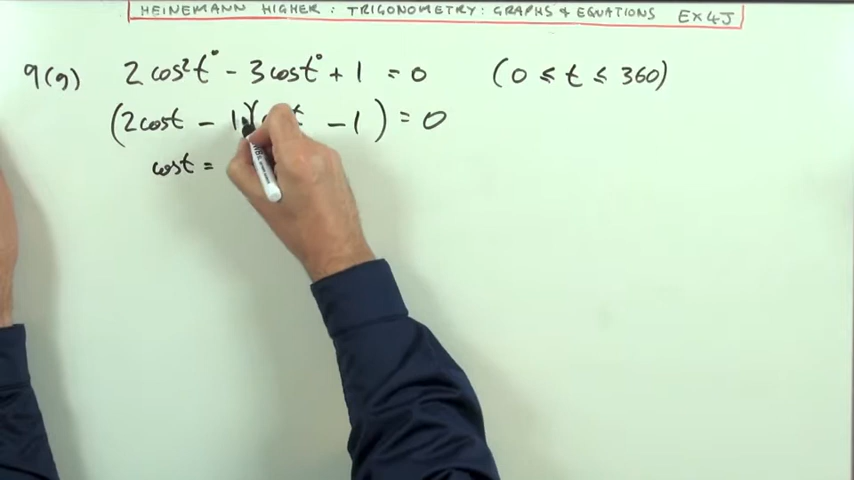 HEINEMANN HIGHER : TRIGONOMETRY : GRAPHS & EQUATIONS EX4J
9(g) 2cos²t° - 3cost° + 1 = 0 (0 ≤ t ≤ 360)
(2cost - 1)( t - 1) = 0
cost =